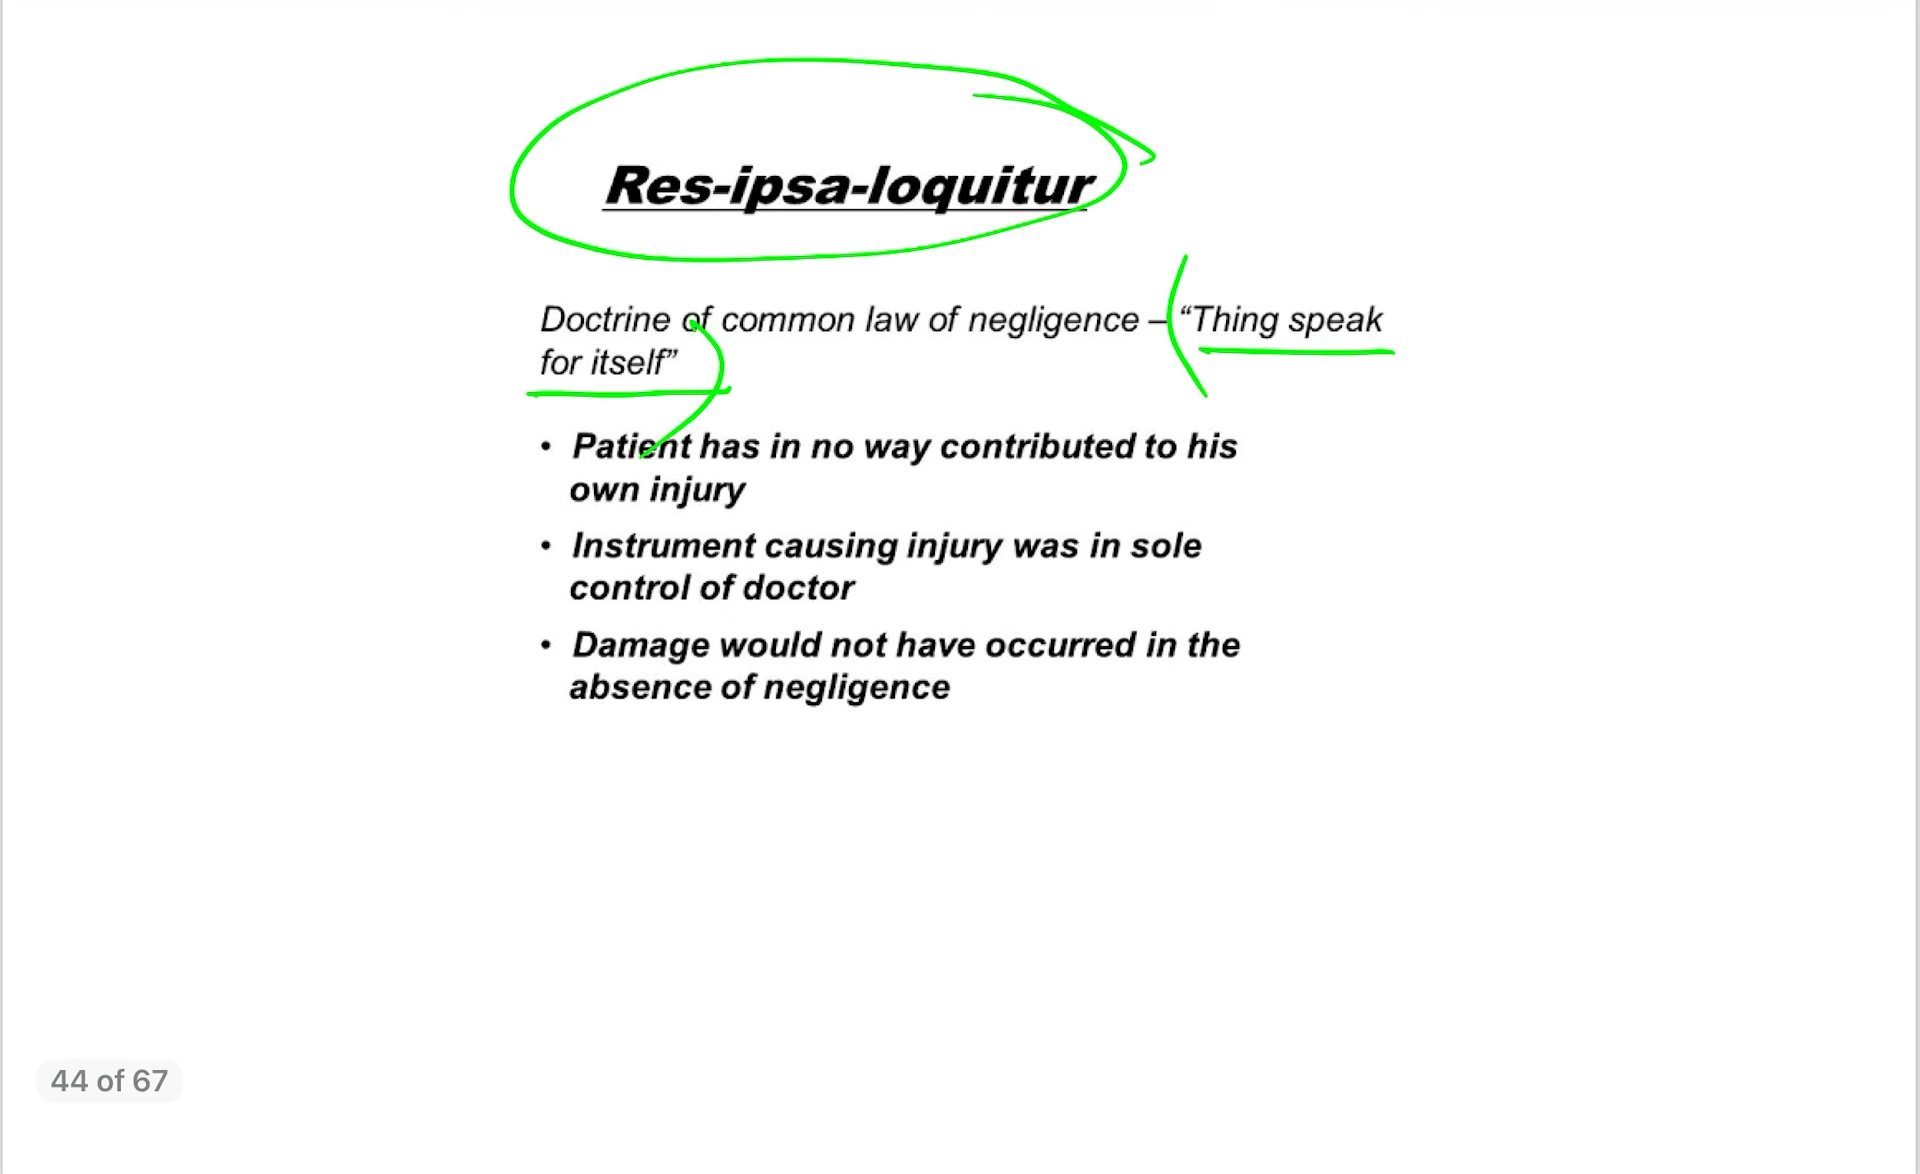 Res-ipsa-loquitur
Doctrine of common law of negligence – “Thing speak
for itself”
• Patient has in no way contributed to his
own injury
• Instrument causing injury was in sole
control of doctor
• Damage would not have occurred in the
absence of negligence
44 of 67